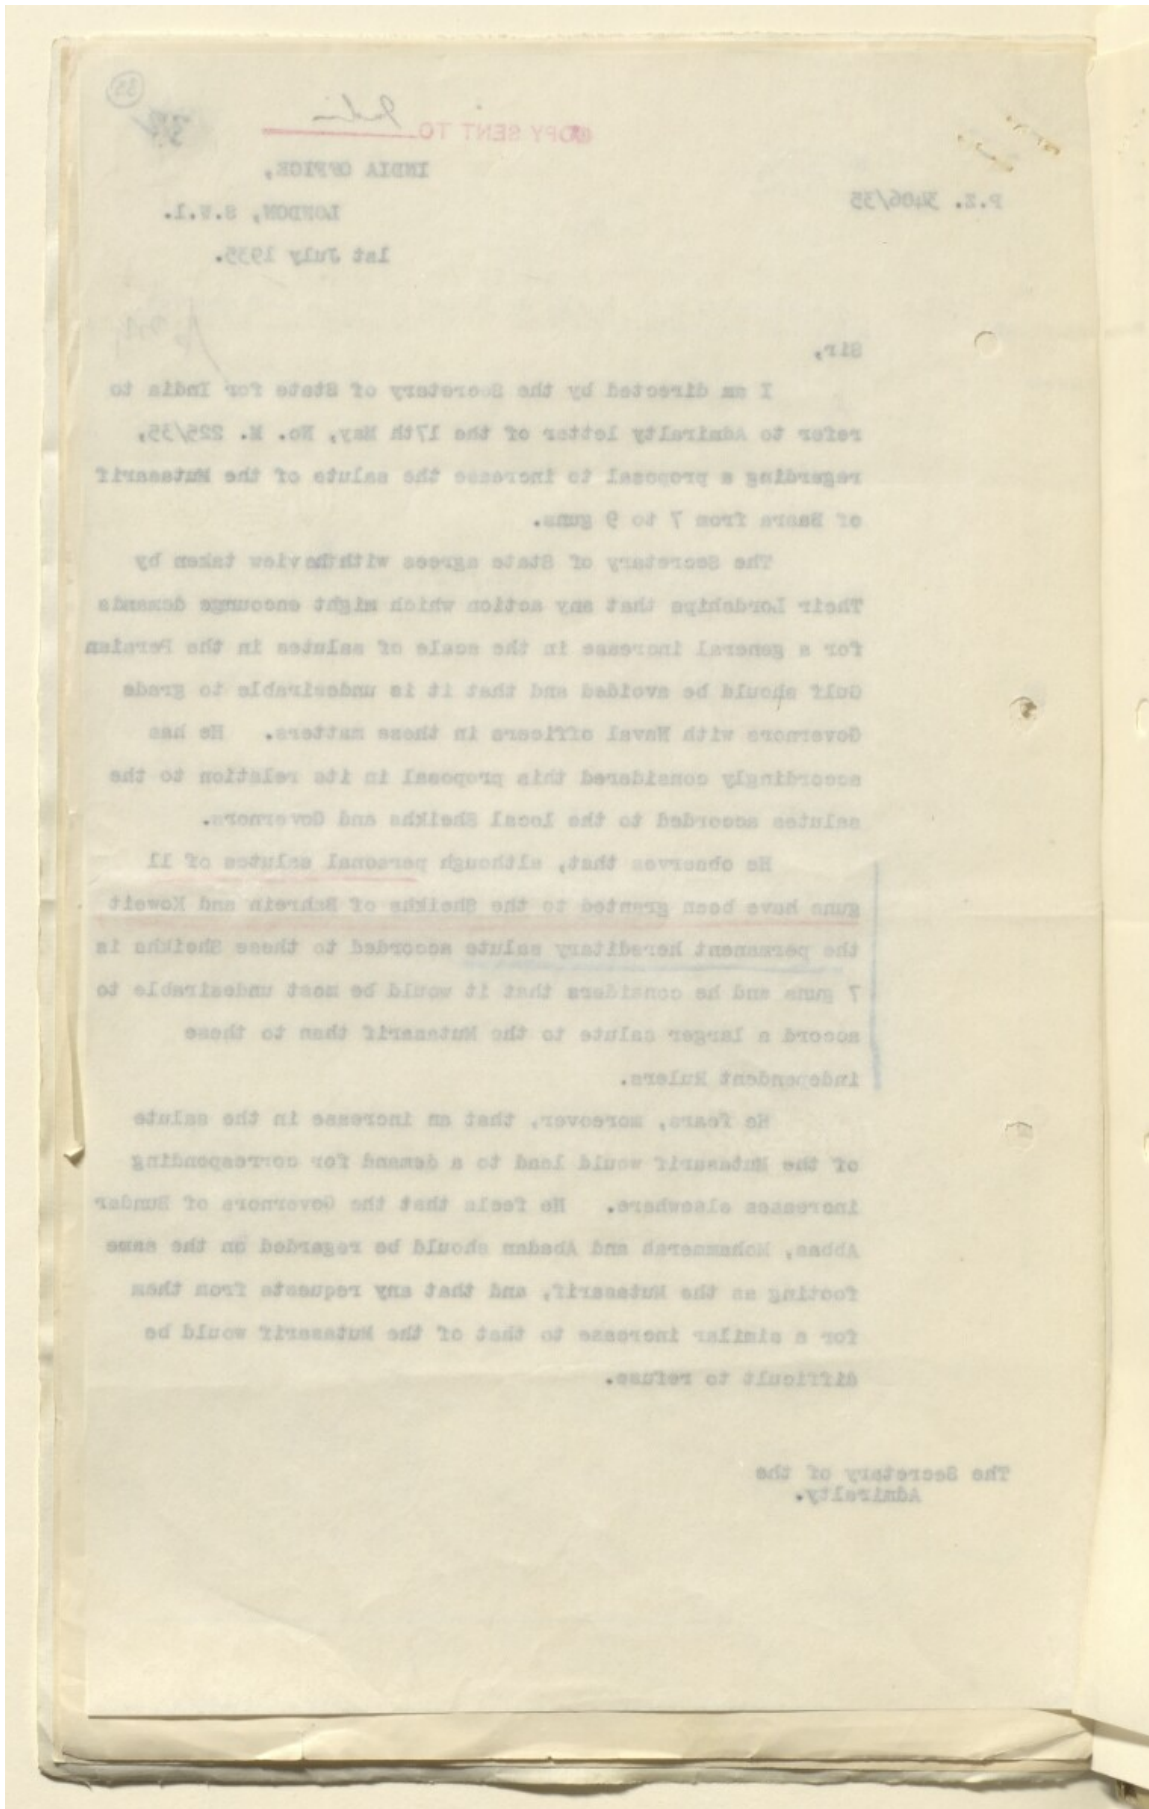 COPY SENT TO India
INDIA OFFICE,
P.Z. 3406/35
LONDON, S.W.1.
1st July 1935.
Sir,
I am directed by the Secretary of State for India to
refer to Admiralty letter of the 17th May, No. M. 225/35,
regarding a proposal to increase the salute of the Mutasarif
of Basra from 7 to 9 guns.
The Secretary of State agrees with the view taken by
Their Lordships that any action which might encourage demands
for a general increase in the scale of salutes in the Persian
Gulf should be avoided and that it is undesirable to grade
Governors with Naval officers in these matters. He has
accordingly considered this proposal in its relation to the
salutes accorded to the local Sheikhs and Governors.
He observes that, although personal salutes of 11
guns have been granted to the Sheikhs of Bahrein and Koweit
the permanent hereditary salute accorded to these Sheikhs is
7 guns and he considers that it would be most undesirable to
accord a larger salute to the Mutasarif than to these
independent Rulers.
He fears, moreover, that an increase in the salute
of the Mutasarif would lead to a demand for corresponding
increases elsewhere. He feels that the Governors of Bundar
Abbas, Mohammerah and Abadan should be regarded on the same
footing as the Mutasarif, and that any requests from them
for a similar increase to that of the Mutasarif would be
difficult to refuse.
The Secretary of the
Admiralty.